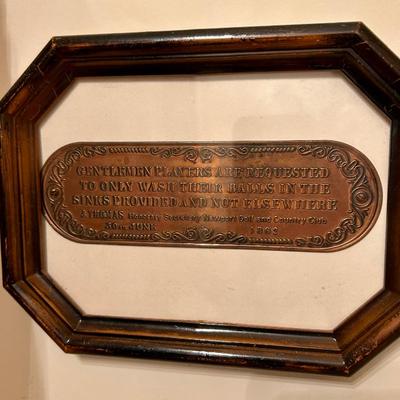 GENTLEMEN PLAYERS ARE REQUESTED
TO ONLY WASH THEIR BALLS IN THE
SINKS PROVIDED AND NOT ELSEWHERE
J. THOMAS Honorary Secretary Newport Golf and Country Club
30TH JUNE 1892